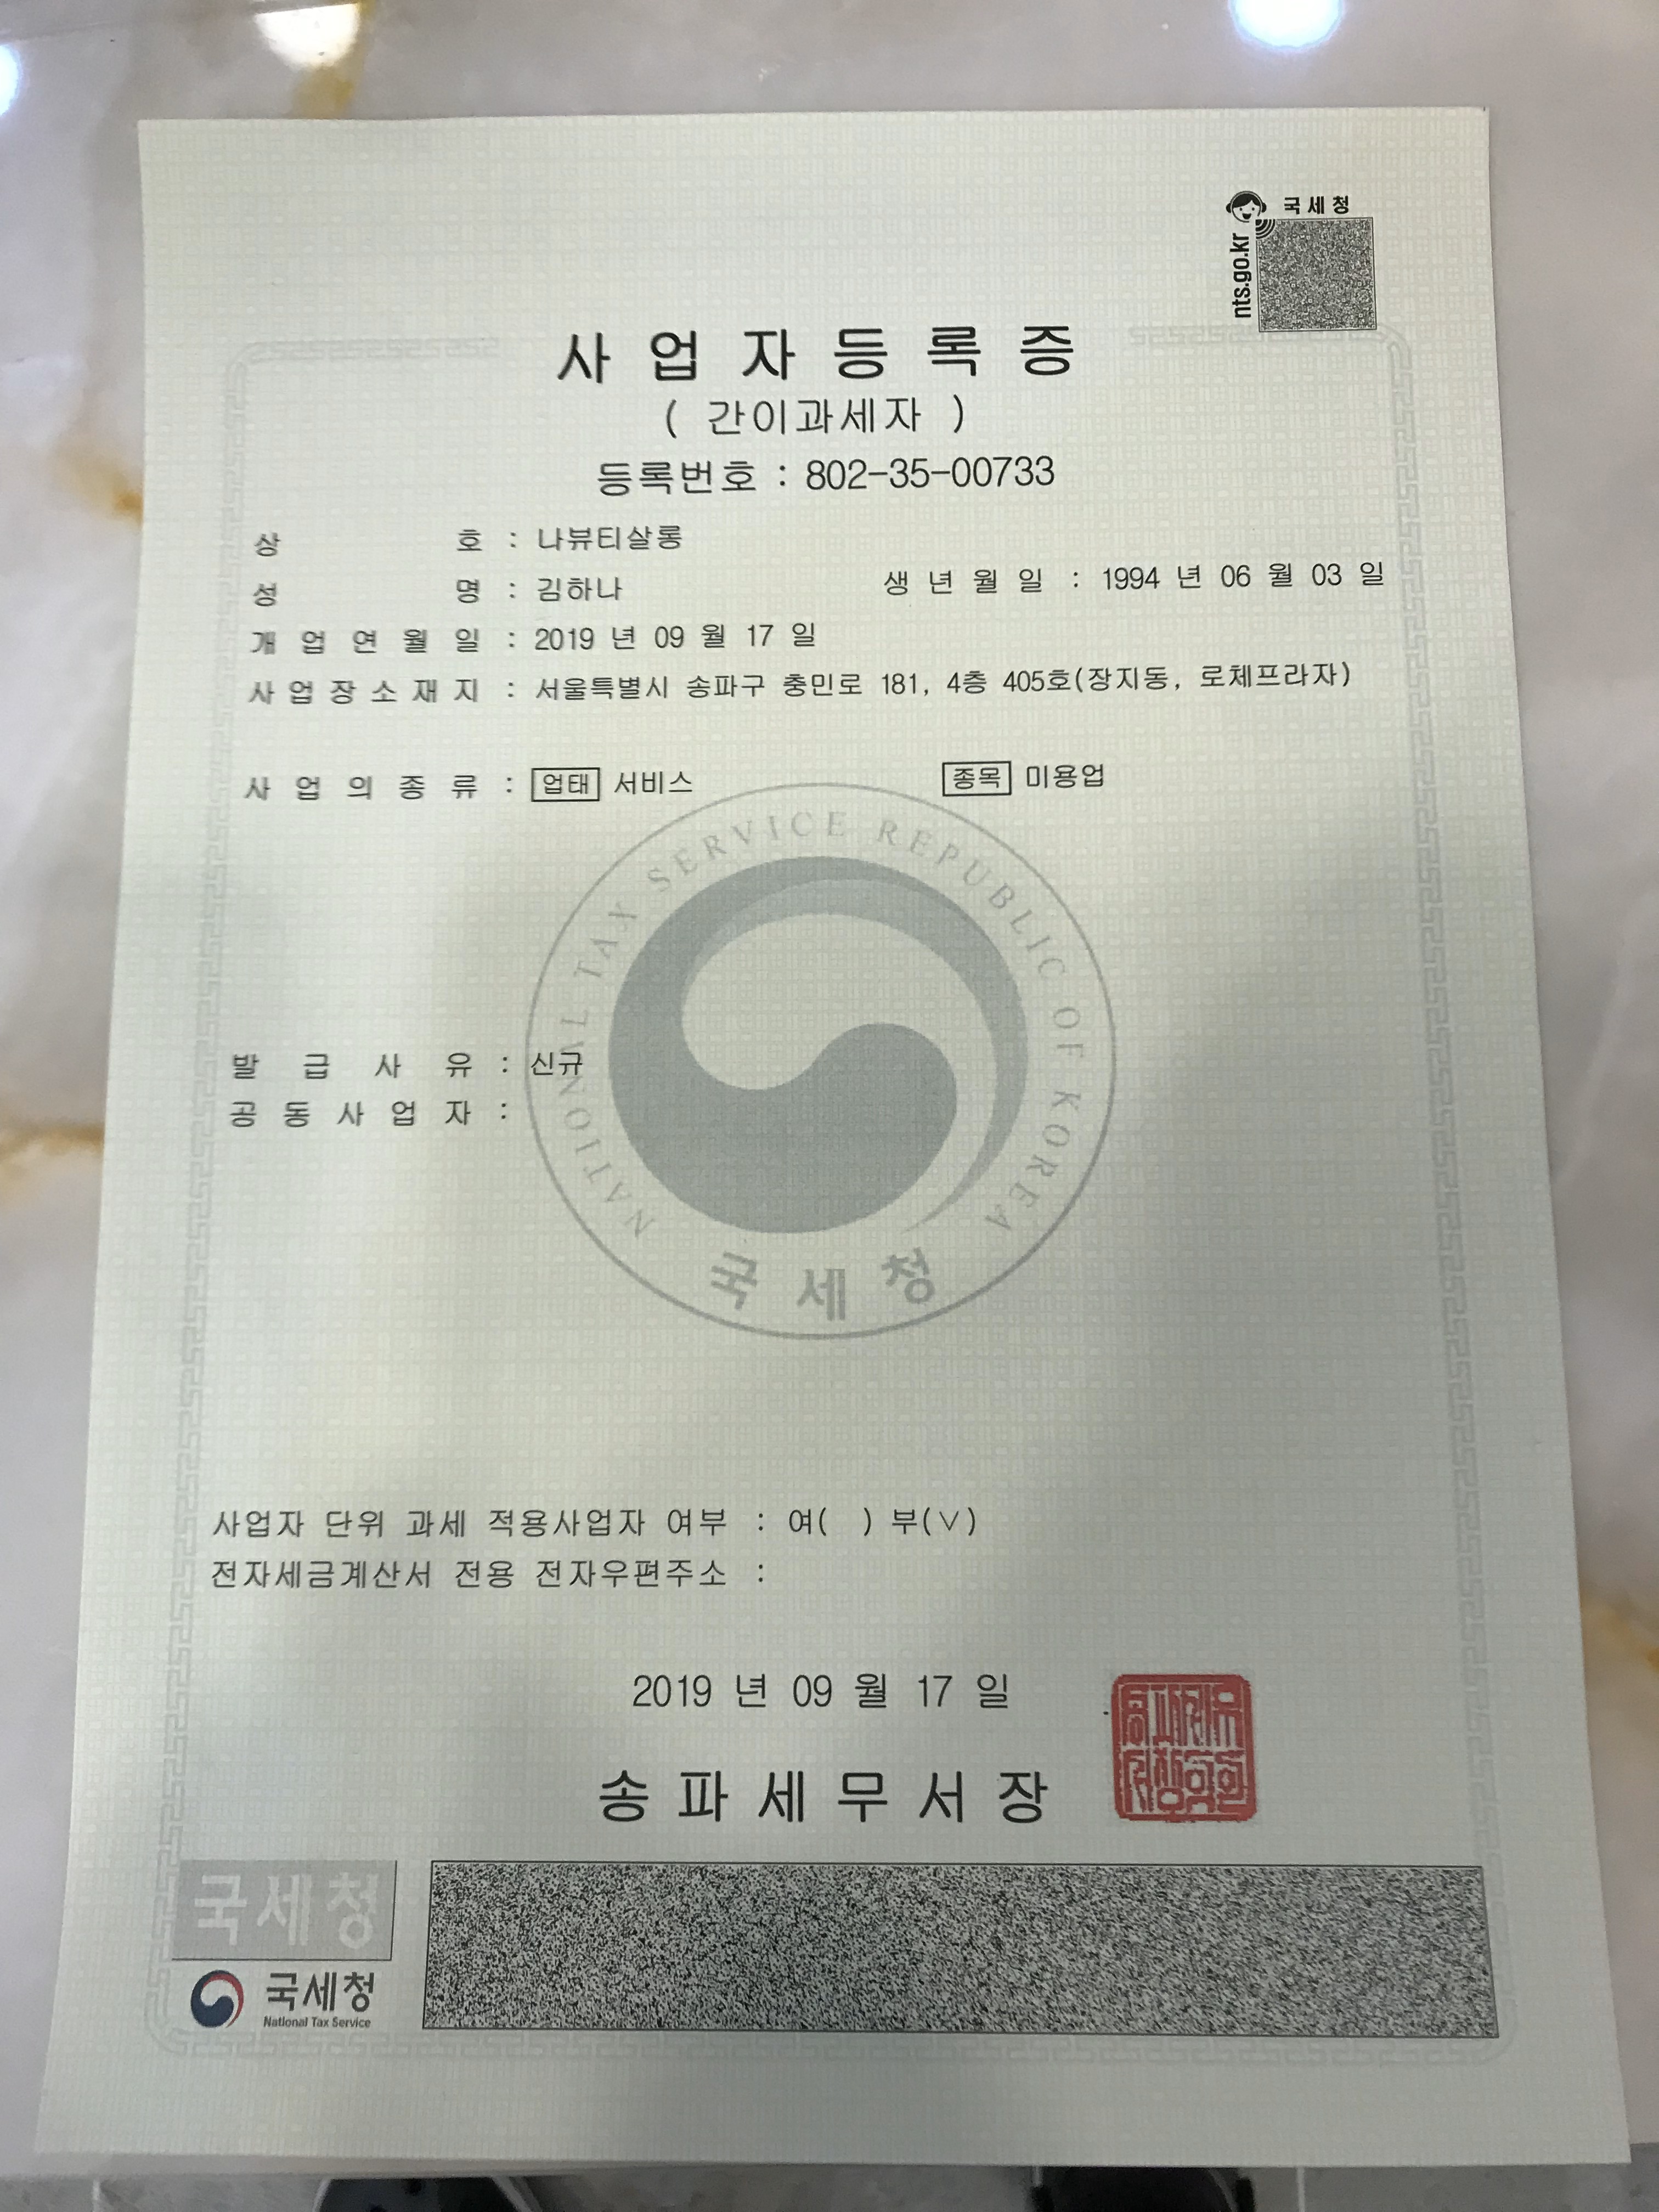 국세청
nts.go.kr
사업자등록증
( 간이과세자 )
등록번호 : 802-35-00733
상 호 : 나뷰티살롱
성 명 : 김하나 생 년 월 일 : 1994 년 06 월 03 일
개 업 연 월 일 : 2019 년 09 월 17 일
사 업 장 소 재 지 : 서울특별시 송파구 충민로 181, 4층 405호(장지동, 로체프라자)
사 업 의 종 류 : 업태 서비스 종목 미용업
NATIONAL TAX SERVICE REPUBLIC OF KOREA
국세청
발 급 사 유 : 신규
공 동 사 업 자 :
사업자 단위 과세 적용사업자 여부 : 여( ) 부(∨)
전자세금계산서 전용 전자우편주소 :
2019 년 09 월 17 일
송 파 세 무 서 장
국세청
국세청
National Tax Service